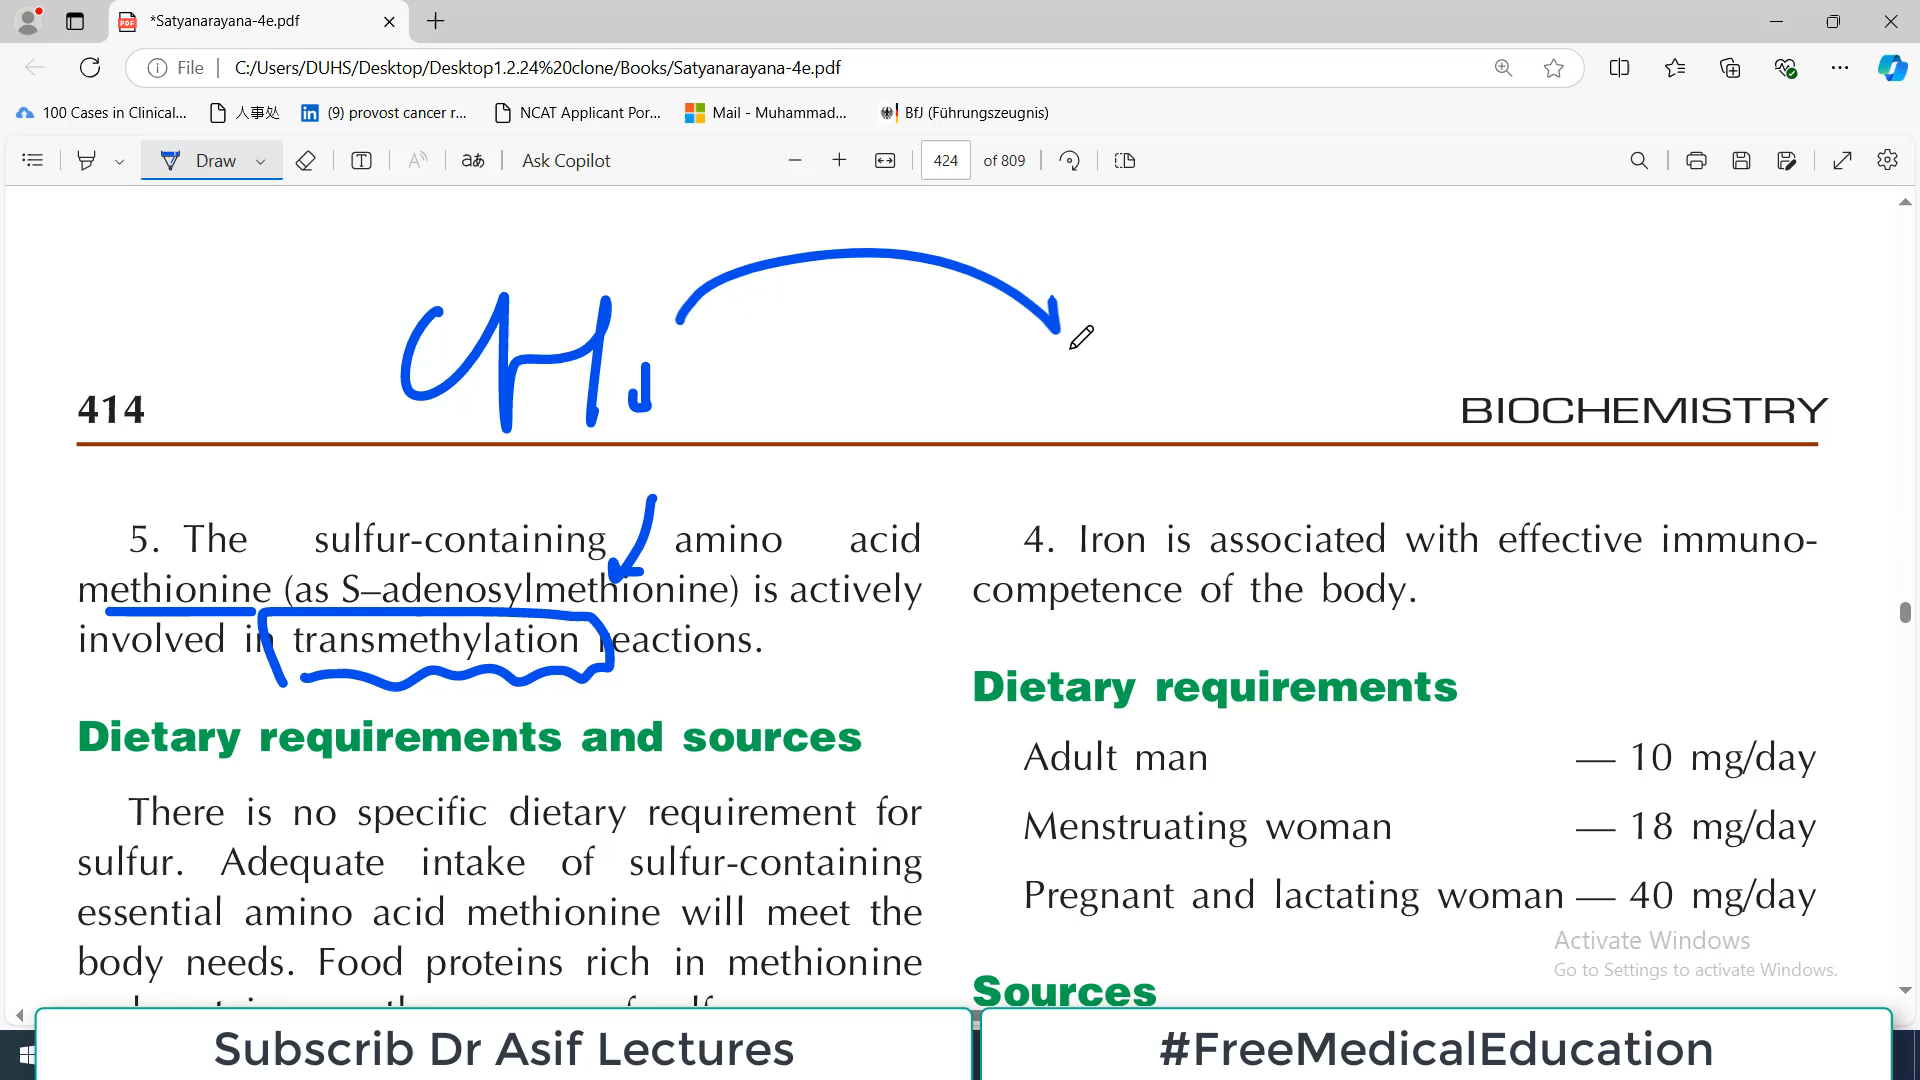 *Satyanarayana-4e.pdf
File C:/Users/DUHS/Desktop/Desktop1.2.24%20clone/Books/Satyanarayana-4e.pdf
100 Cases in Clinical... 人事处 (9) provost cancer r... NCAT Applicant Por... Mail - Muhammad... BfJ (Führungszeugnis)
Draw Ask Copilot 424 of 809
CH
414 BIOCHEMISTRY
5. The sulfur-containing amino acid
methionine (as S–adenosylmethionine) is actively
involved in transmethylation reactions.
Dietary requirements and sources
There is no specific dietary requirement for
sulfur. Adequate intake of sulfur-containing
essential amino acid methionine will meet the
body needs. Food proteins rich in methionine
4. Iron is associated with effective immuno-
competence of the body.
Dietary requirements
Adult man — 10 mg/day
Menstruating woman — 18 mg/day
Pregnant and lactating woman — 40 mg/day
Sources
Activate Windows
Go to Settings to activate Windows.
Subscrib Dr Asif Lectures
#FreeMedicalEducation